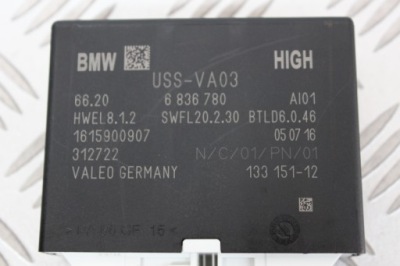 BMW HIGH
USS-VA03
66.20 6 836 780 AI01
HWEL8.1.2 SWFL20.2.30 BTLD6.0.46
1615900907 05 07 16
312722 N/C/01/PN/01
VALEO GERMANY 133 151-12